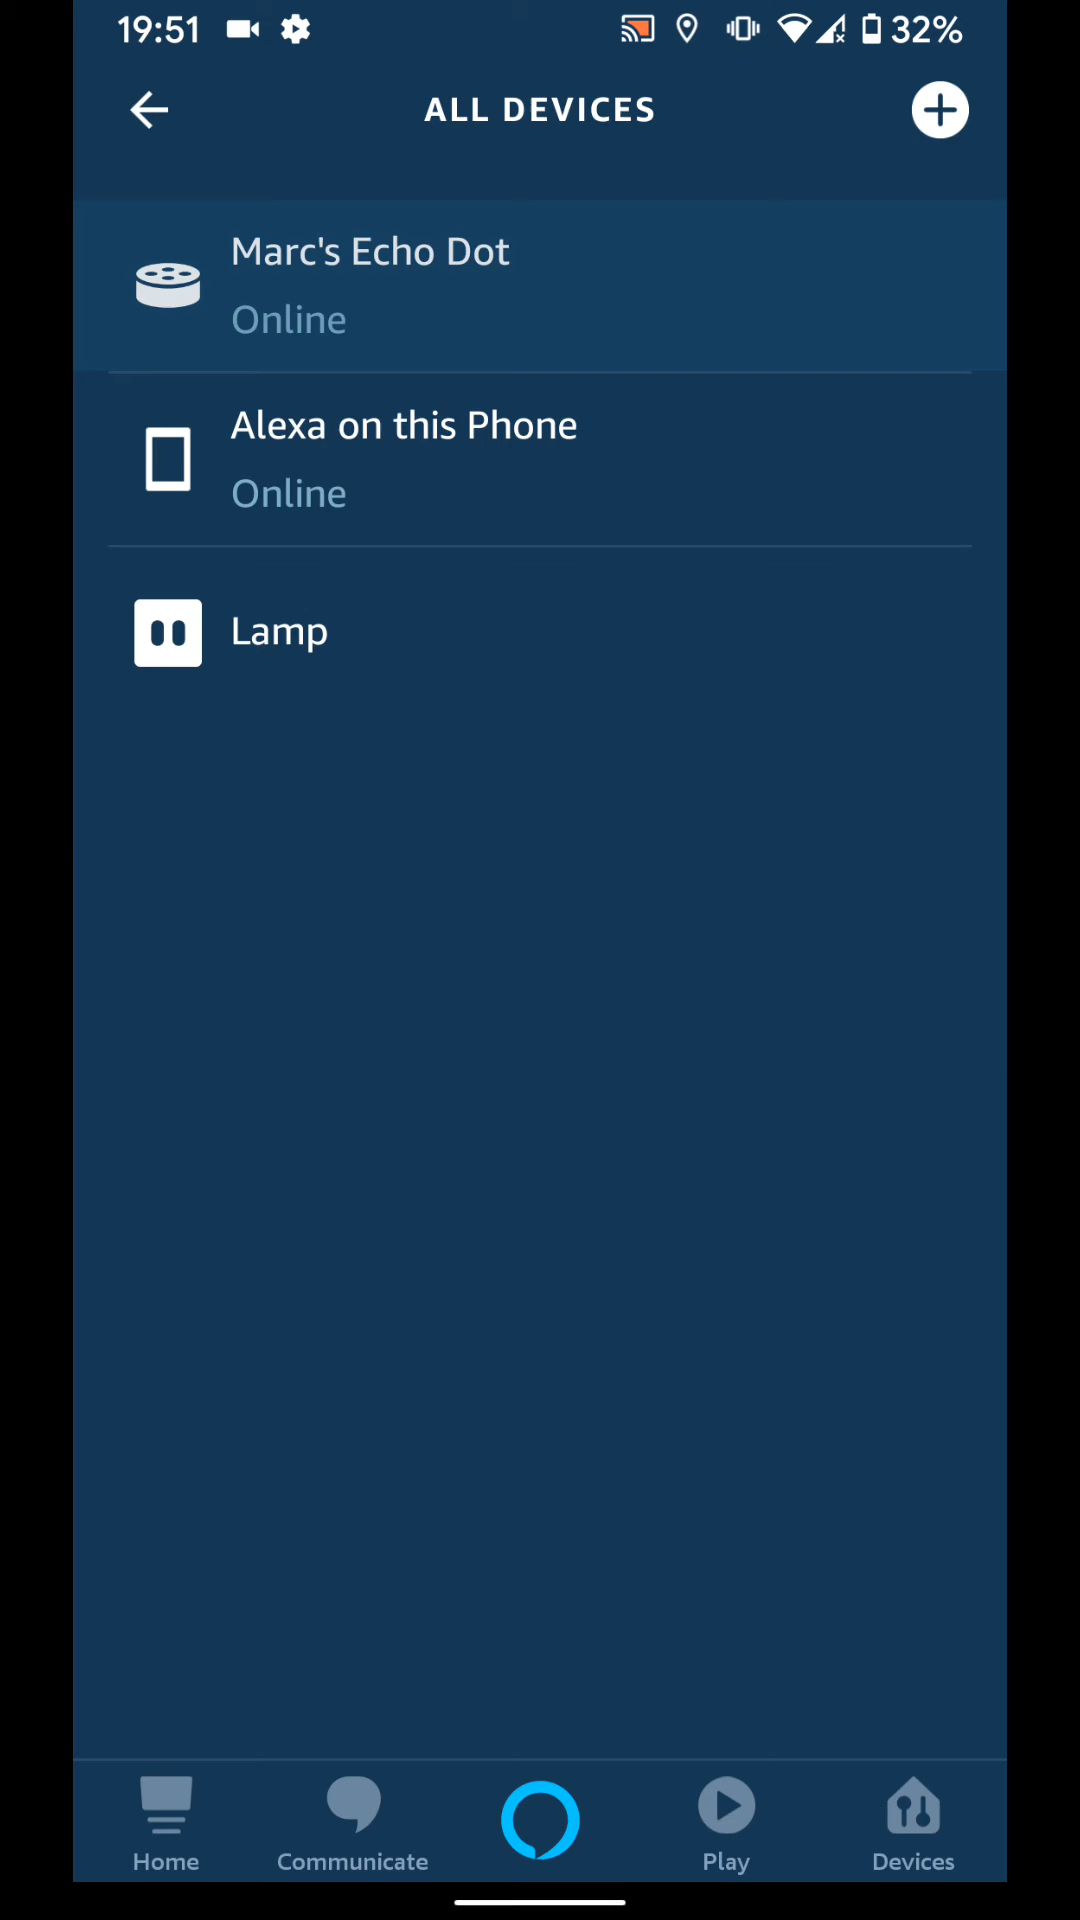 19:51 32%
ALL DEVICES
Marc's Echo Dot
Online
Alexa on this Phone
Online
Lamp
Home Communicate Play Devices